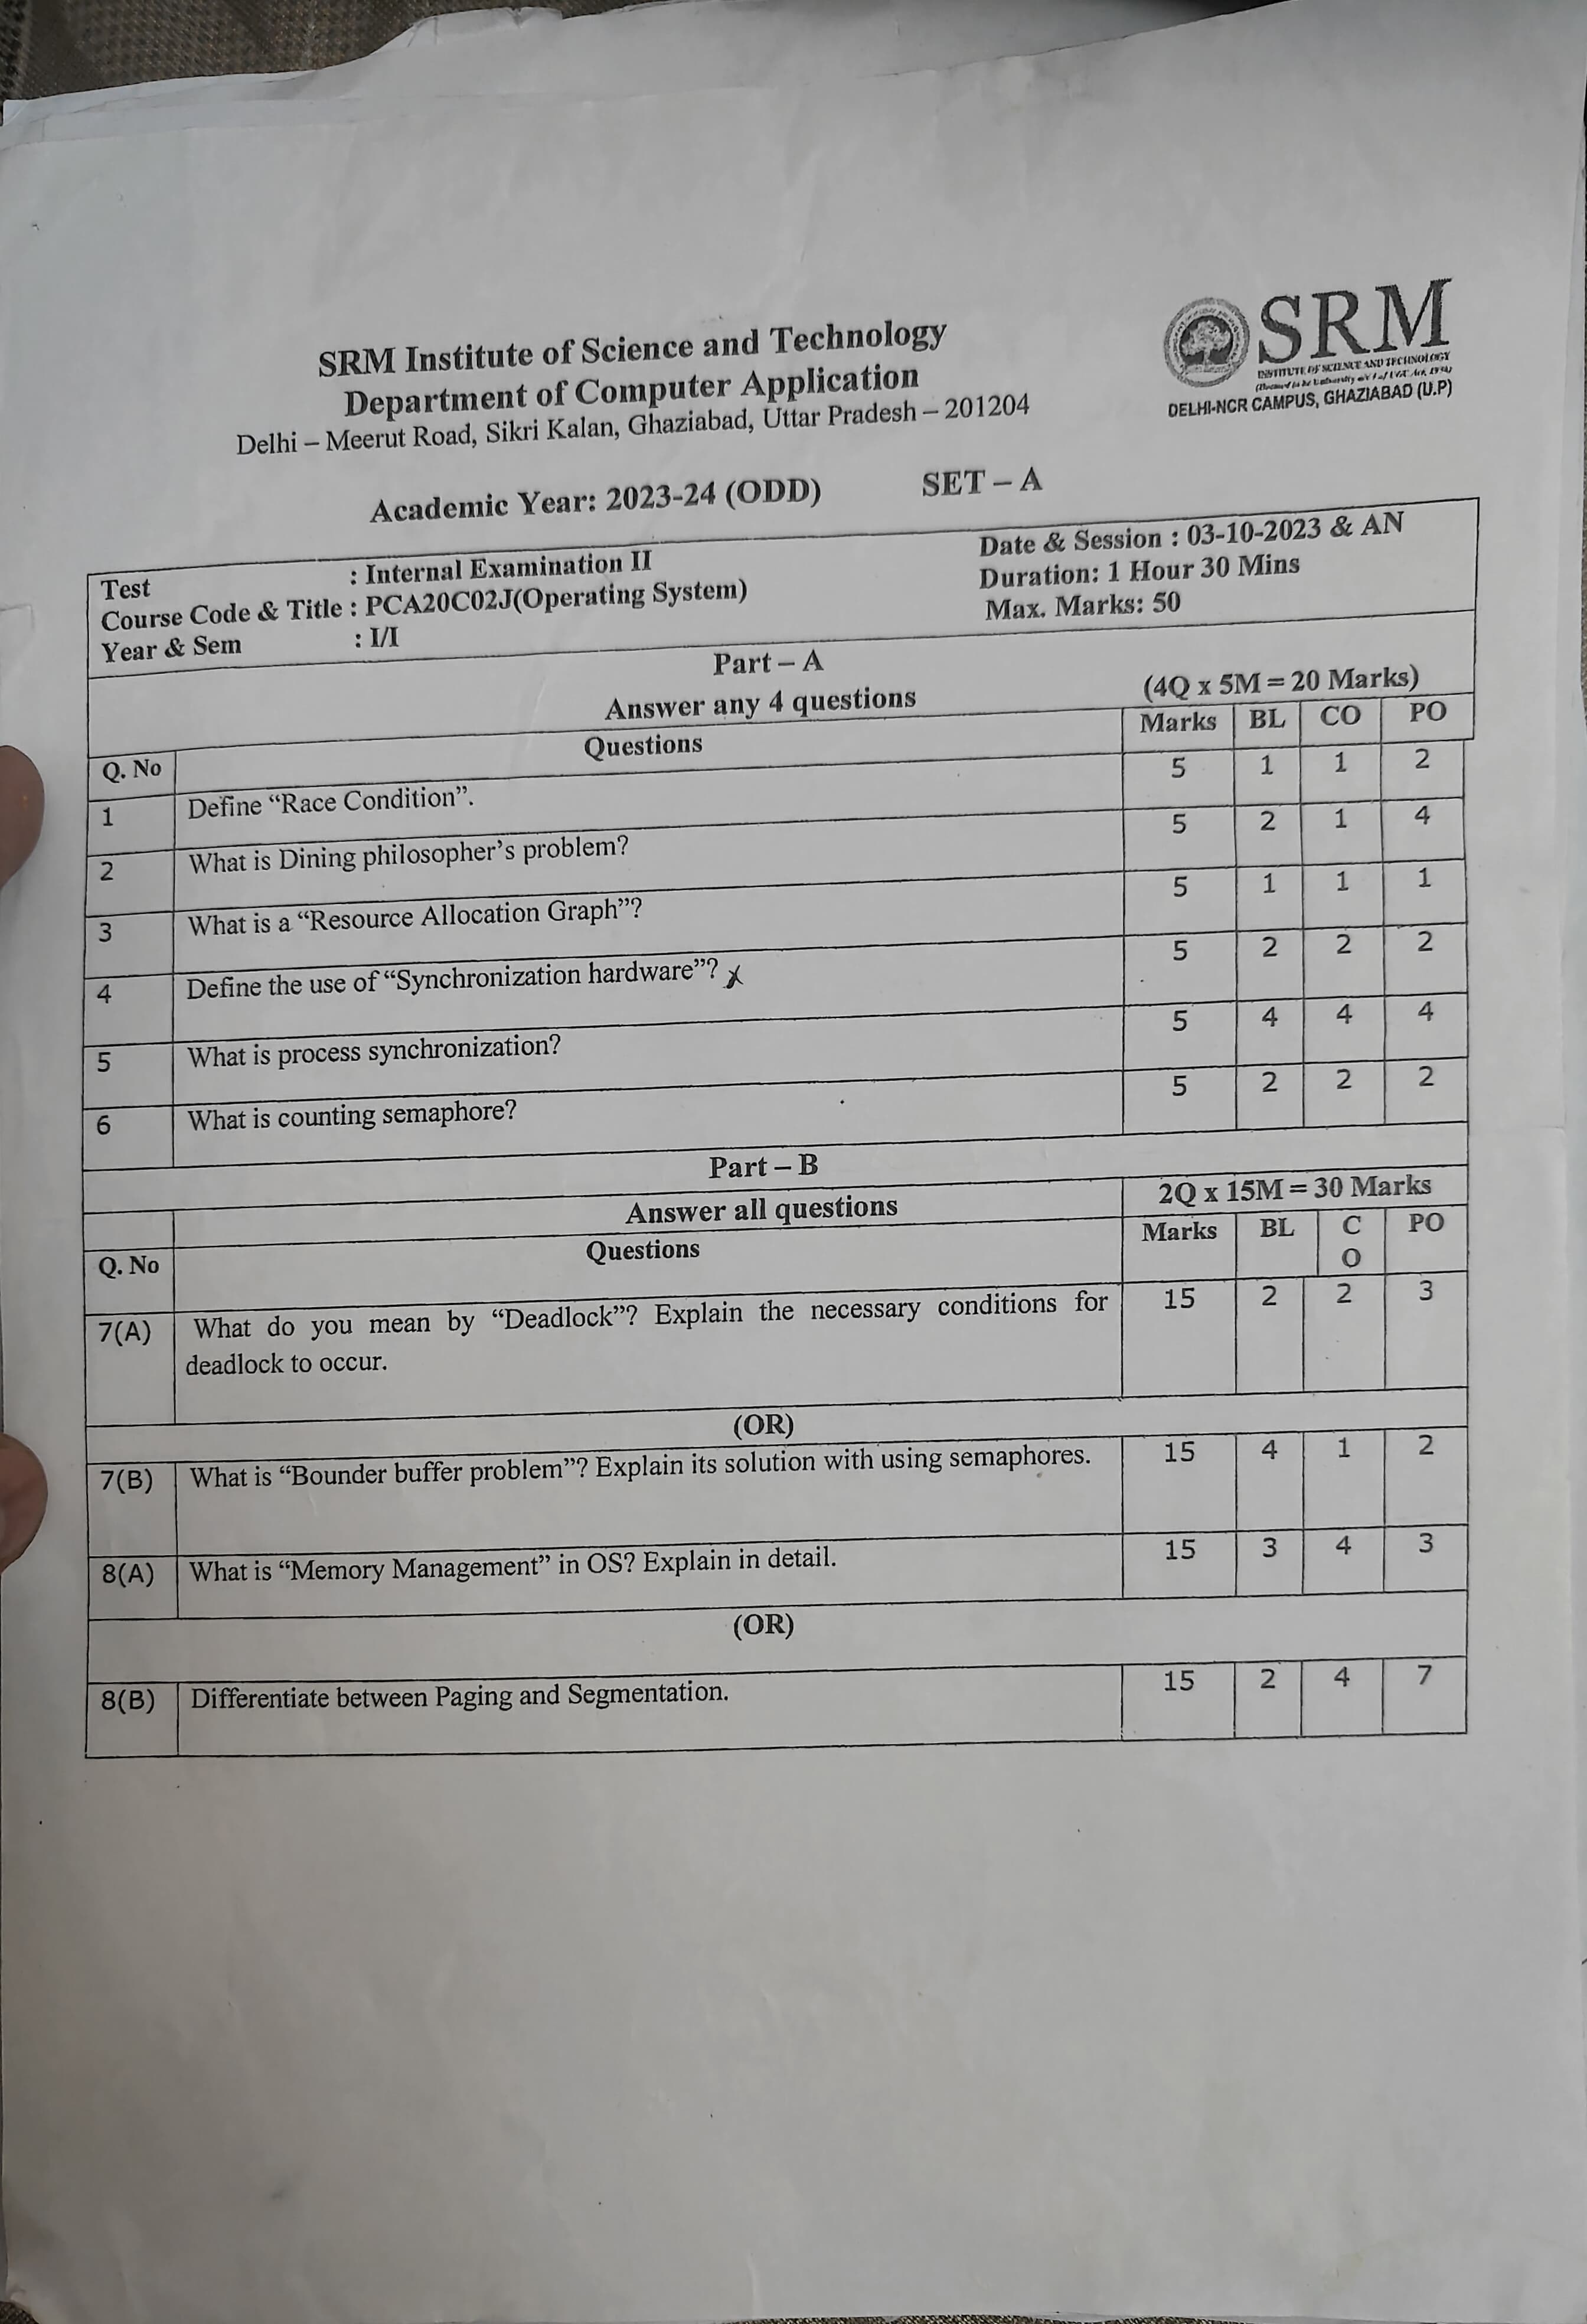 SRM Institute of Science and Technology
Department of Computer Application
Delhi – Meerut Road, Sikri Kalan, Ghaziabad, Uttar Pradesh – 201204
SRM
INSTITUTE OF SCIENCE AND TECHNOLOGY
(Deemed to be University u/s 3 of UGC Act, 1956)
DELHI-NCR CAMPUS, GHAZIABAD (U.P)
Academic Year: 2023-24 (ODD) SET – A
Test : Internal Examination II Date & Session : 03-10-2023 & AN
Course Code & Title : PCA20C02J(Operating System) Duration: 1 Hour 30 Mins
Year & Sem : I/I Max. Marks: 50
Part – A
Answer any 4 questions (4Q x 5M = 20 Marks)
Q. No Questions Marks BL CO PO
1 Define “Race Condition”. 5 1 1 2
2 What is Dining philosopher’s problem? 5 2 1 4
3 What is a “Resource Allocation Graph”? 5 1 1 1
4 Define the use of “Synchronization hardware”? x 5 2 2 2
5 What is process synchronization? 5 4 4 4
6 What is counting semaphore? 5 2 2 2
Part – B
Answer all questions 2Q x 15M = 30 Marks
Q. No Questions Marks BL C PO
O
7(A) What do you mean by “Deadlock”? Explain the necessary conditions for 15 2 2 3
deadlock to occur.
(OR)
7(B) What is “Bounder buffer problem”? Explain its solution with using semaphores. 15 4 1 2
8(A) What is “Memory Management” in OS? Explain in detail. 15 3 4 3
(OR)
8(B) Differentiate between Paging and Segmentation. 15 2 4 7